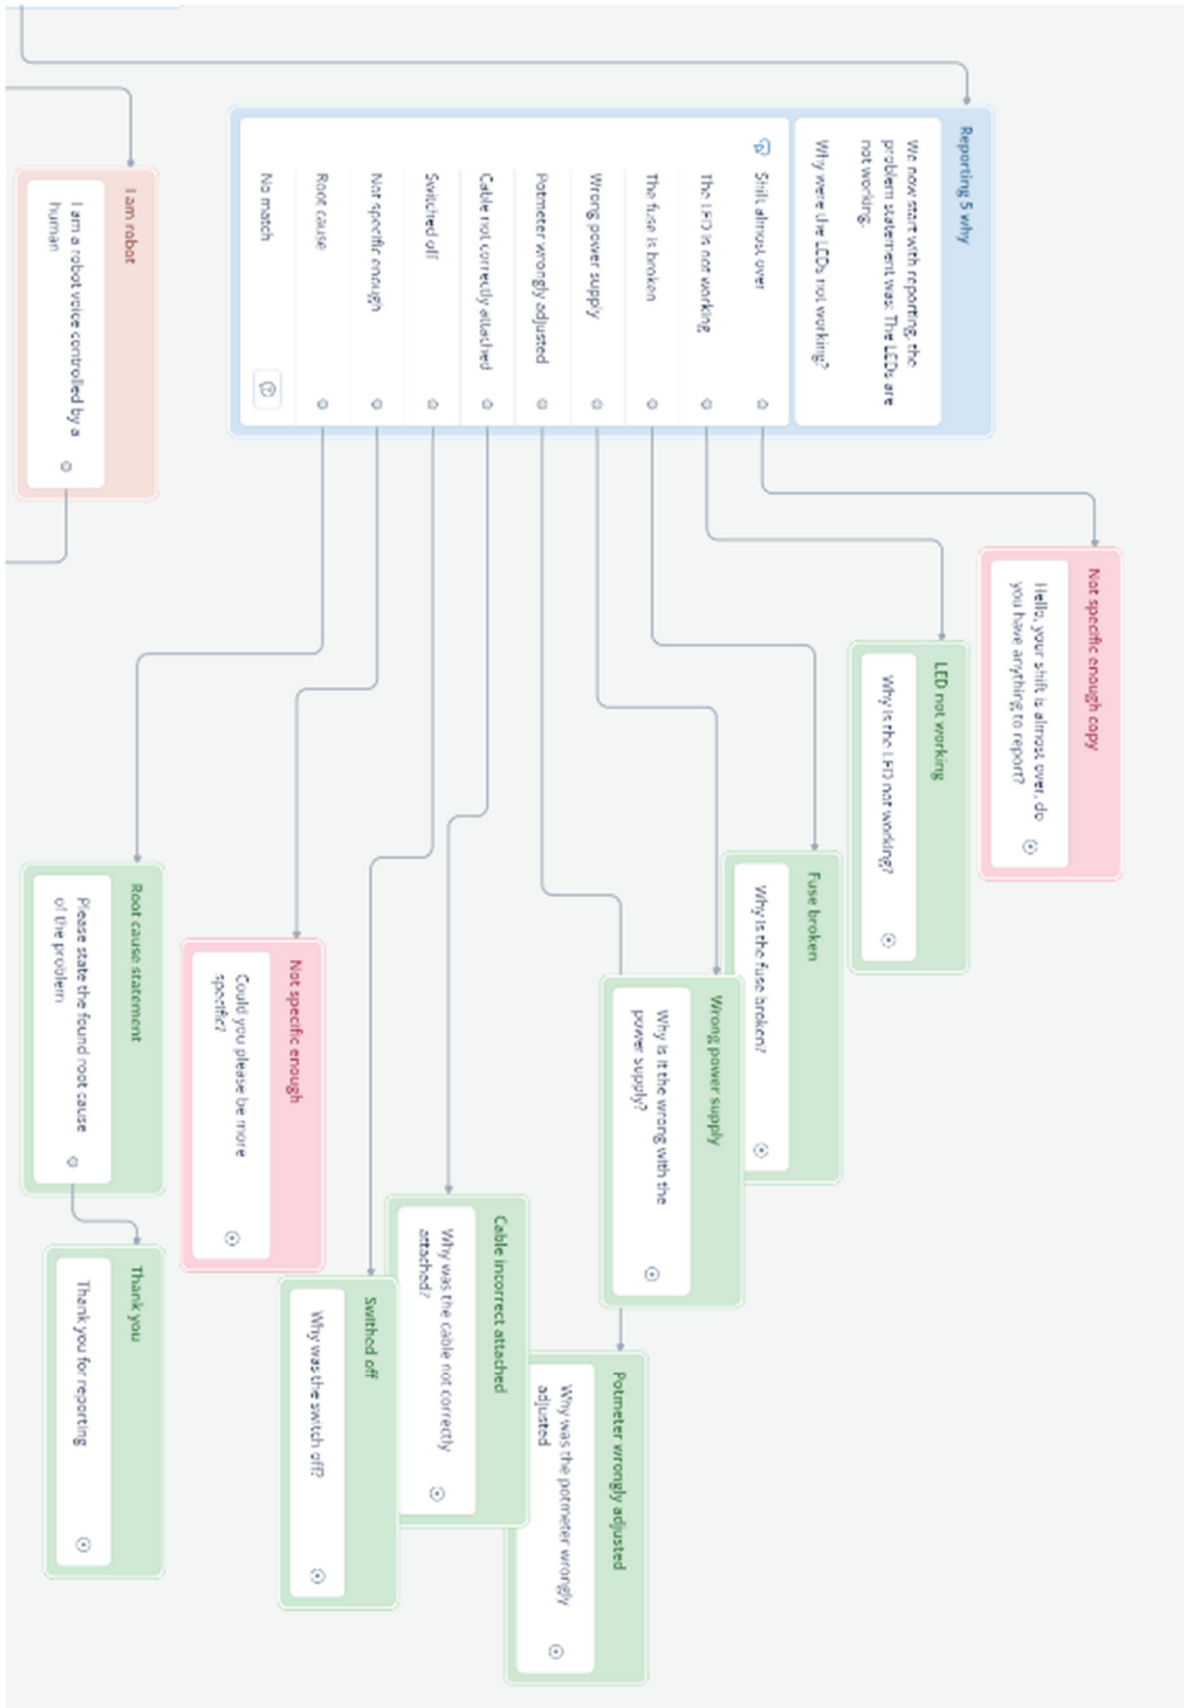 Reporting 5 why
We now start with reporting, the
problem statement was: The LEDs are
not working.
Why were the LEDs not working?
Shift almost over
The LED is not working
The fuse is broken
Wrong power supply
Potmeter wrongly adjusted
Cable not correctly attached
Switched off
Not specific enough
Root cause
No match
I am robot
I am a robot voice controlled by a
human
Not specific enough copy
Hello, your shift is almost over, do
you have anything to report?
LED not working
Why is the LED not working?
Fuse broken
Why is the fuse broken?
Wrong power supply
Why is it the wrong with the
power supply?
Potmeter wrongly adjusted
Why was the potmeter wrongly
adjusted
Cable incorrect attached
Why was the cable not correctly
attached?
Swithed off
Why was the switch off?
Not specific enough
Could you please be more
specific?
Root cause statement
Please state the found root cause
of the problem
Thank you
Thank you for reporting